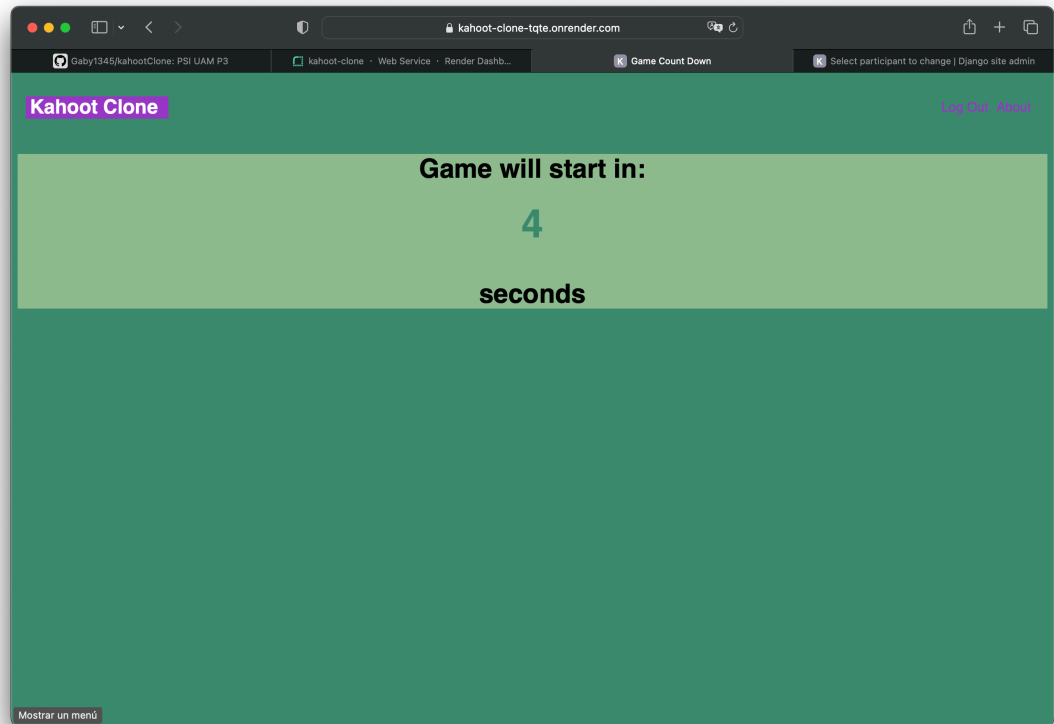 kahoot-clone-tqte.onrender.com
Gaby1345/kahootClone: PSI UAM P3
kahoot-clone · Web Service · Render Dashb...
K Game Count Down
K Select participant to change | Django site admin
Kahoot Clone
Log Out About
Game will start in:
4
seconds
Mostrar un menú